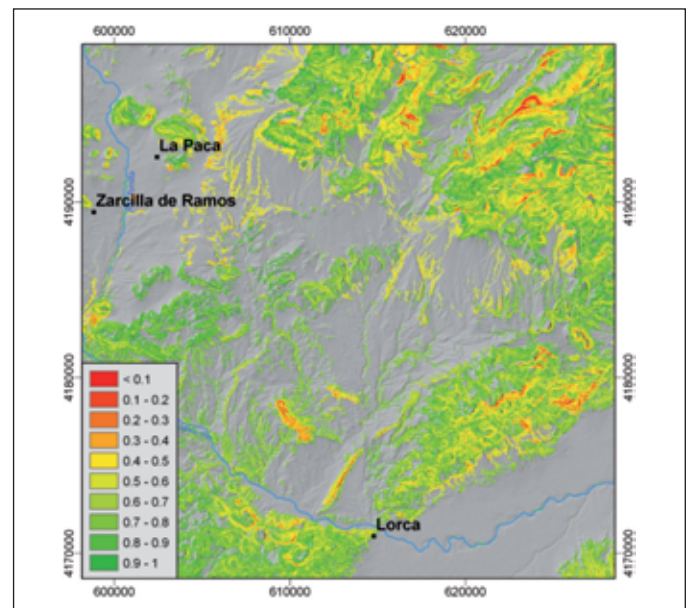 600000 610000 620000
La Paca
4190000 4190000
Zarcilla de Ramos
4180000 4180000
< 0.1
0.1 - 0.2
0.2 - 0.3
0.3 - 0.4
0.4 - 0.5
0.5 - 0.6
0.6 - 0.7
0.7 - 0.8
0.8 - 0.9
0.9 - 1
Lorca
4170000 4170000
600000 610000 620000